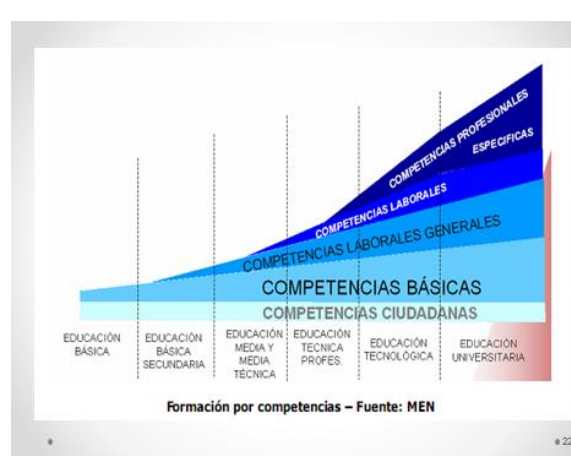 COMPETENCIAS PROFESIONALES
ESPECIFICAS
COMPETENCIAS LABORALES
COMPETENCIAS LABORALES GENERALES
COMPETENCIAS BÁSICAS
COMPETENCIAS CIUDADANAS
EDUCACIÓN
BÁSICA
EDUCACIÓN
BÁSICA
SECUNDARIA
EDUCACIÓN
MEDIA Y
MEDIA
TÉCNICA
EDUCACIÓN
TECNICA
PROFES.
EDUCACIÓN
TECNOLÓGICA
EDUCACIÓN
UNIVERSITARIA
Formación por competencias – Fuente: MEN
22